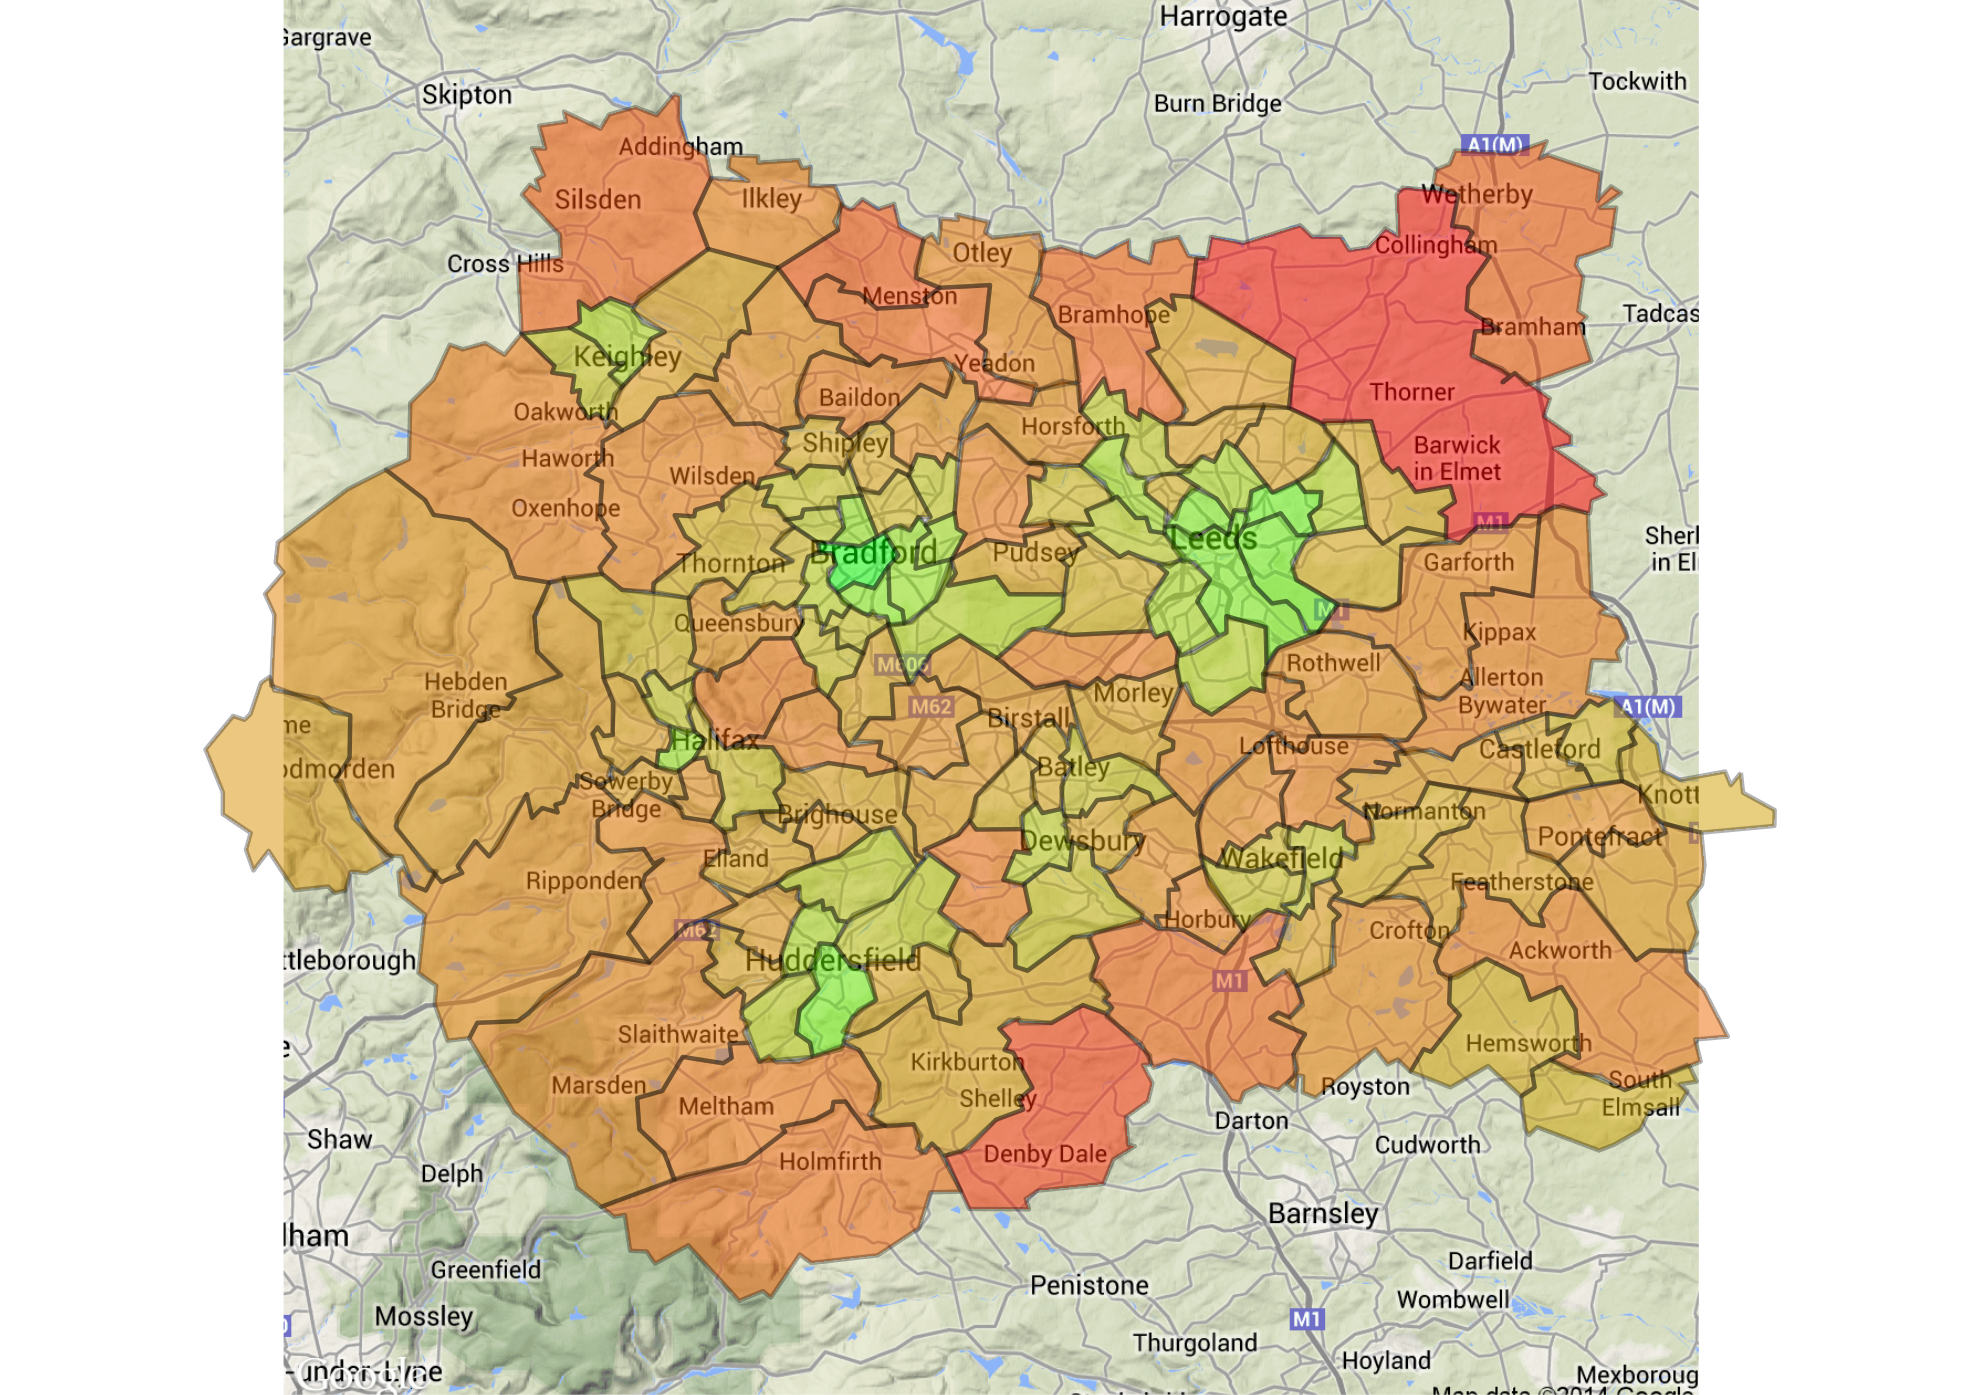 Harrogate
Gargrave
Tockwith
Skipton
Burn Bridge
A1(M)
Addingham
Silsden
Ilkley
Wetherby
Collingham
Otley
Cross Hills
Menston
Bramhope
Tadcas
Bramham
Keighley
Yeadon
Thorner
Baildon
Oakworth
Horsforth
Shipley
Barwick
in Elmet
Haworth
Wilsden
Oxenhope
M1
Leeds
Sherl
in El
Bradford
Pudsey
Thornton
Garforth
M1
Queensbury
Kippax
M606
Rothwell
Hebden
Bridge
Allerton
Bywater
Morley
M62
A1(M)
Birstall
me
Halifax
Lofthouse
Castleford
odmorden
Batley
Sowerby
Bridge
Knott
Brighouse
Normanton
Pontefract
Dewsbury
Elland
Wakefield
Ripponden
Featherstone
Horbury
M62
Crofton
Ackworth
ttleborough
Huddersfield
M1
Slaithwaite
Hemsworth
e
Kirkburton
Marsden
Royston
South
Elmsall
Shelley
Meltham
Darton
Shaw
Cudworth
Denby Dale
Holmfirth
Delph
Barnsley
lham
Darfield
Greenfield
Penistone
Wombwell
Mossley
M1
Thurgoland
Hoyland
-under-Lyne
Google
Mexboroug
Map data ©2014 Google